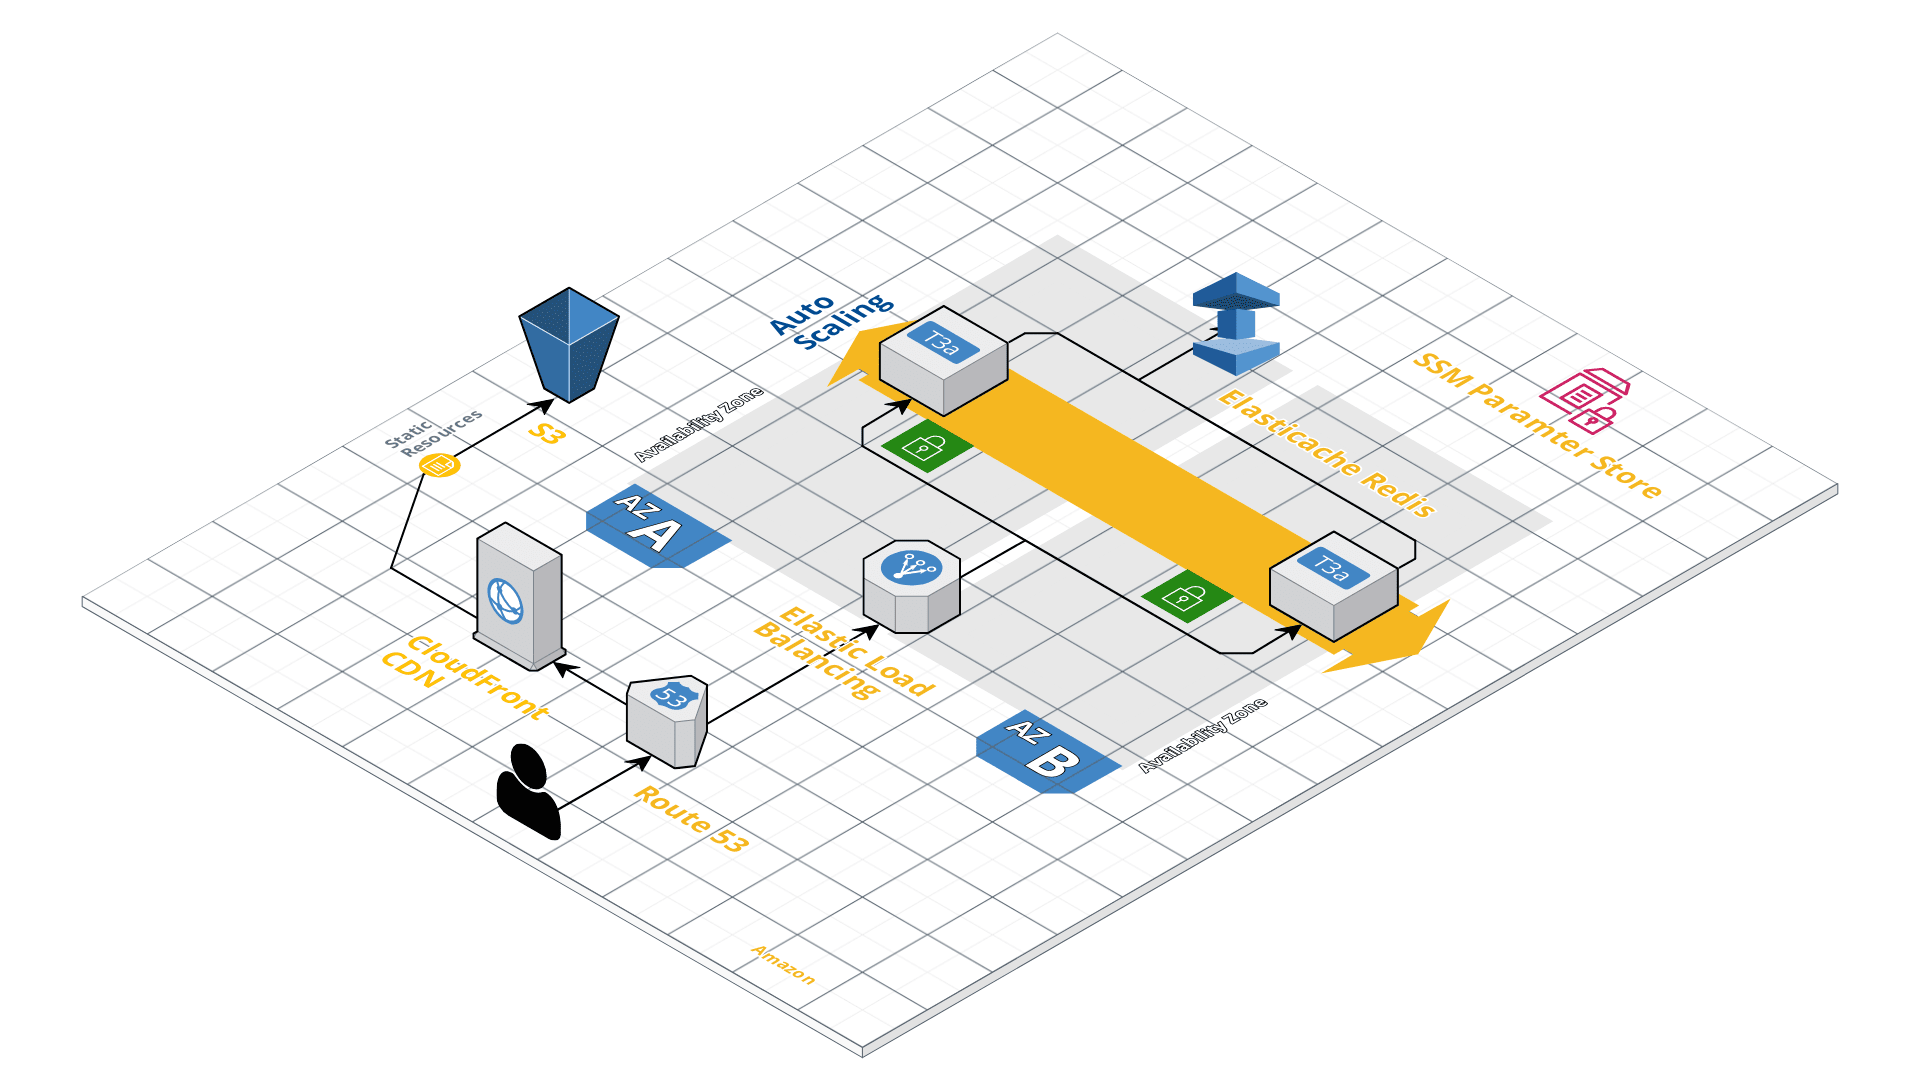 Auto
Scaling
T3a
Static
Resources
S3
Availability Zone
AZ
A
Elasticache Redis
SSM Paramter Store
T3a
Elastic Load
Balancing
CloudFront
CDN
53
Route 53
AZ
B
Availability Zone
Amazon